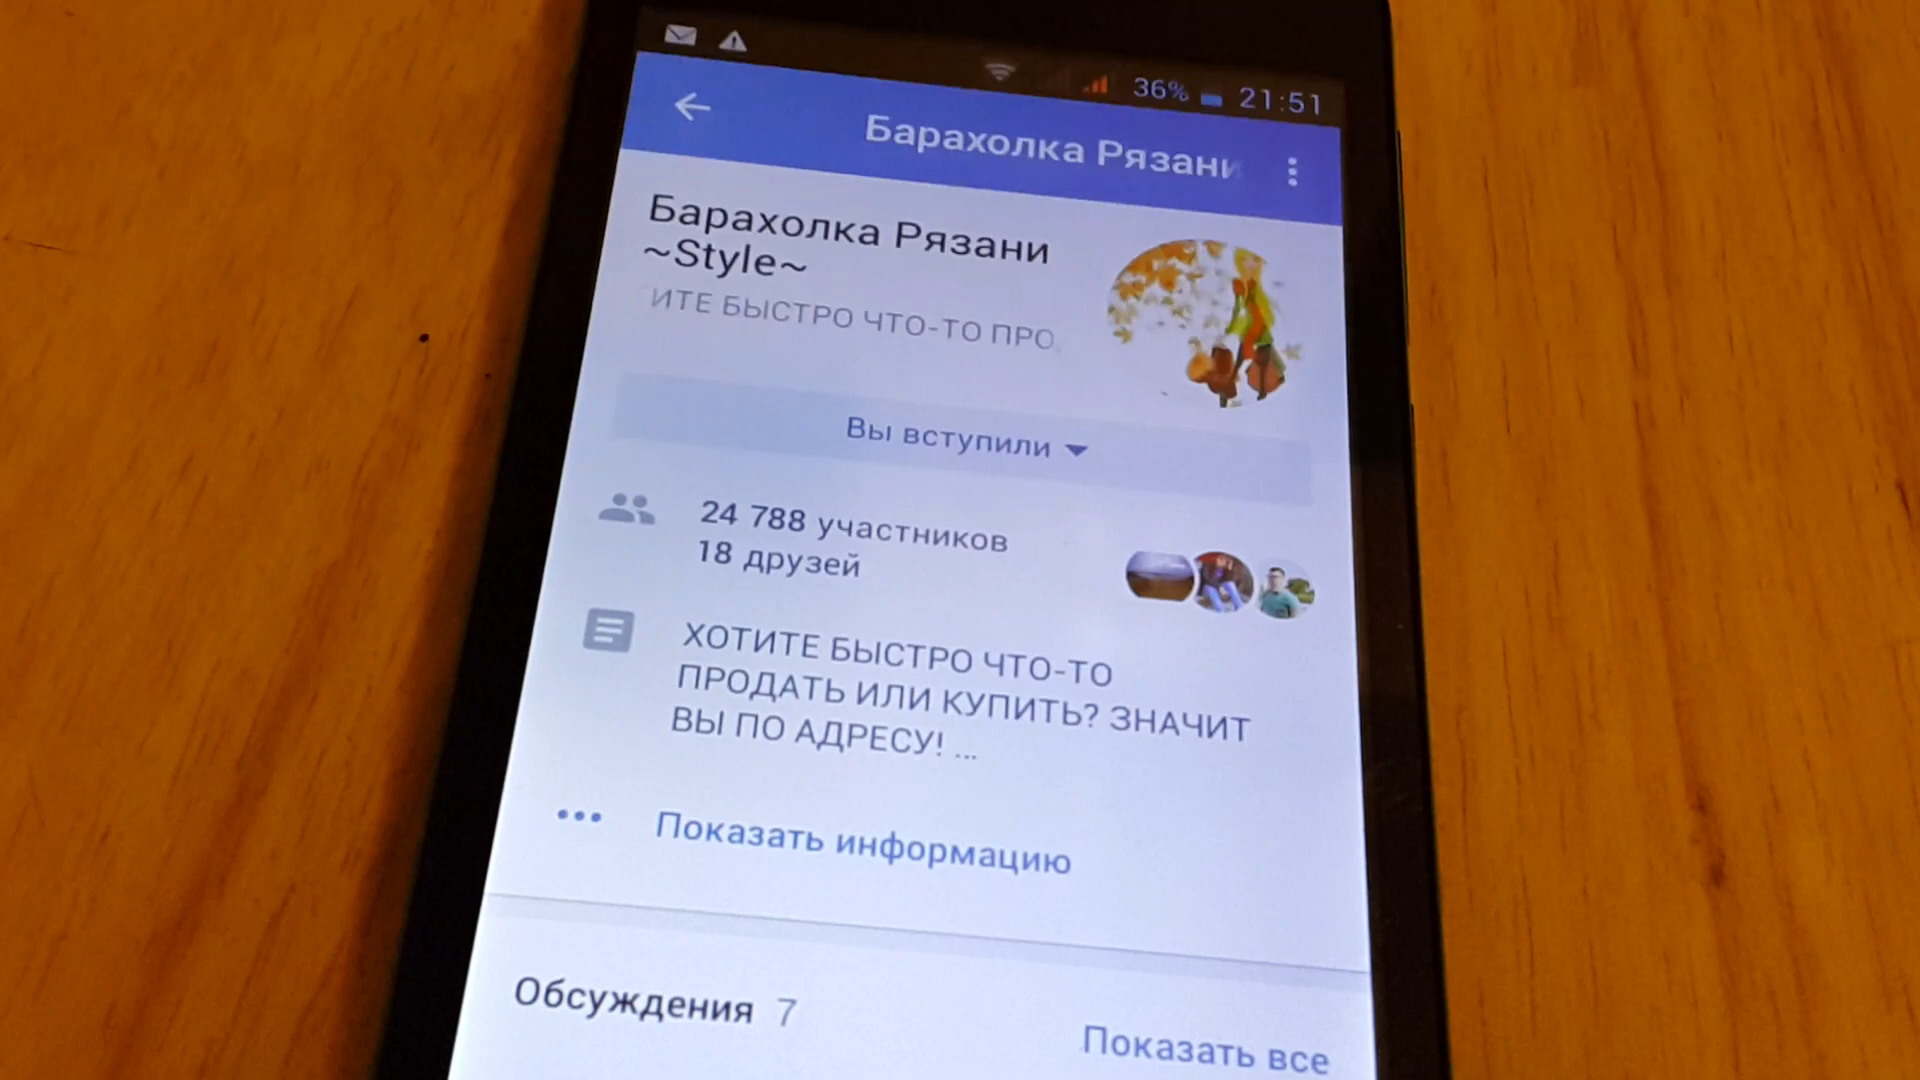 36% 21:51
Барахолка Рязани
Барахолка Рязани
~Style~
ИТЕ БЫСТРО ЧТО-ТО ПРО
Вы вступили
24 788 участников
18 друзей
ХОТИТЕ БЫСТРО ЧТО-ТО
ПРОДАТЬ ИЛИ КУПИТЬ? ЗНАЧИТ
ВЫ ПО АДРЕСУ! ...
Показать информацию
Обсуждения 7
Показать все